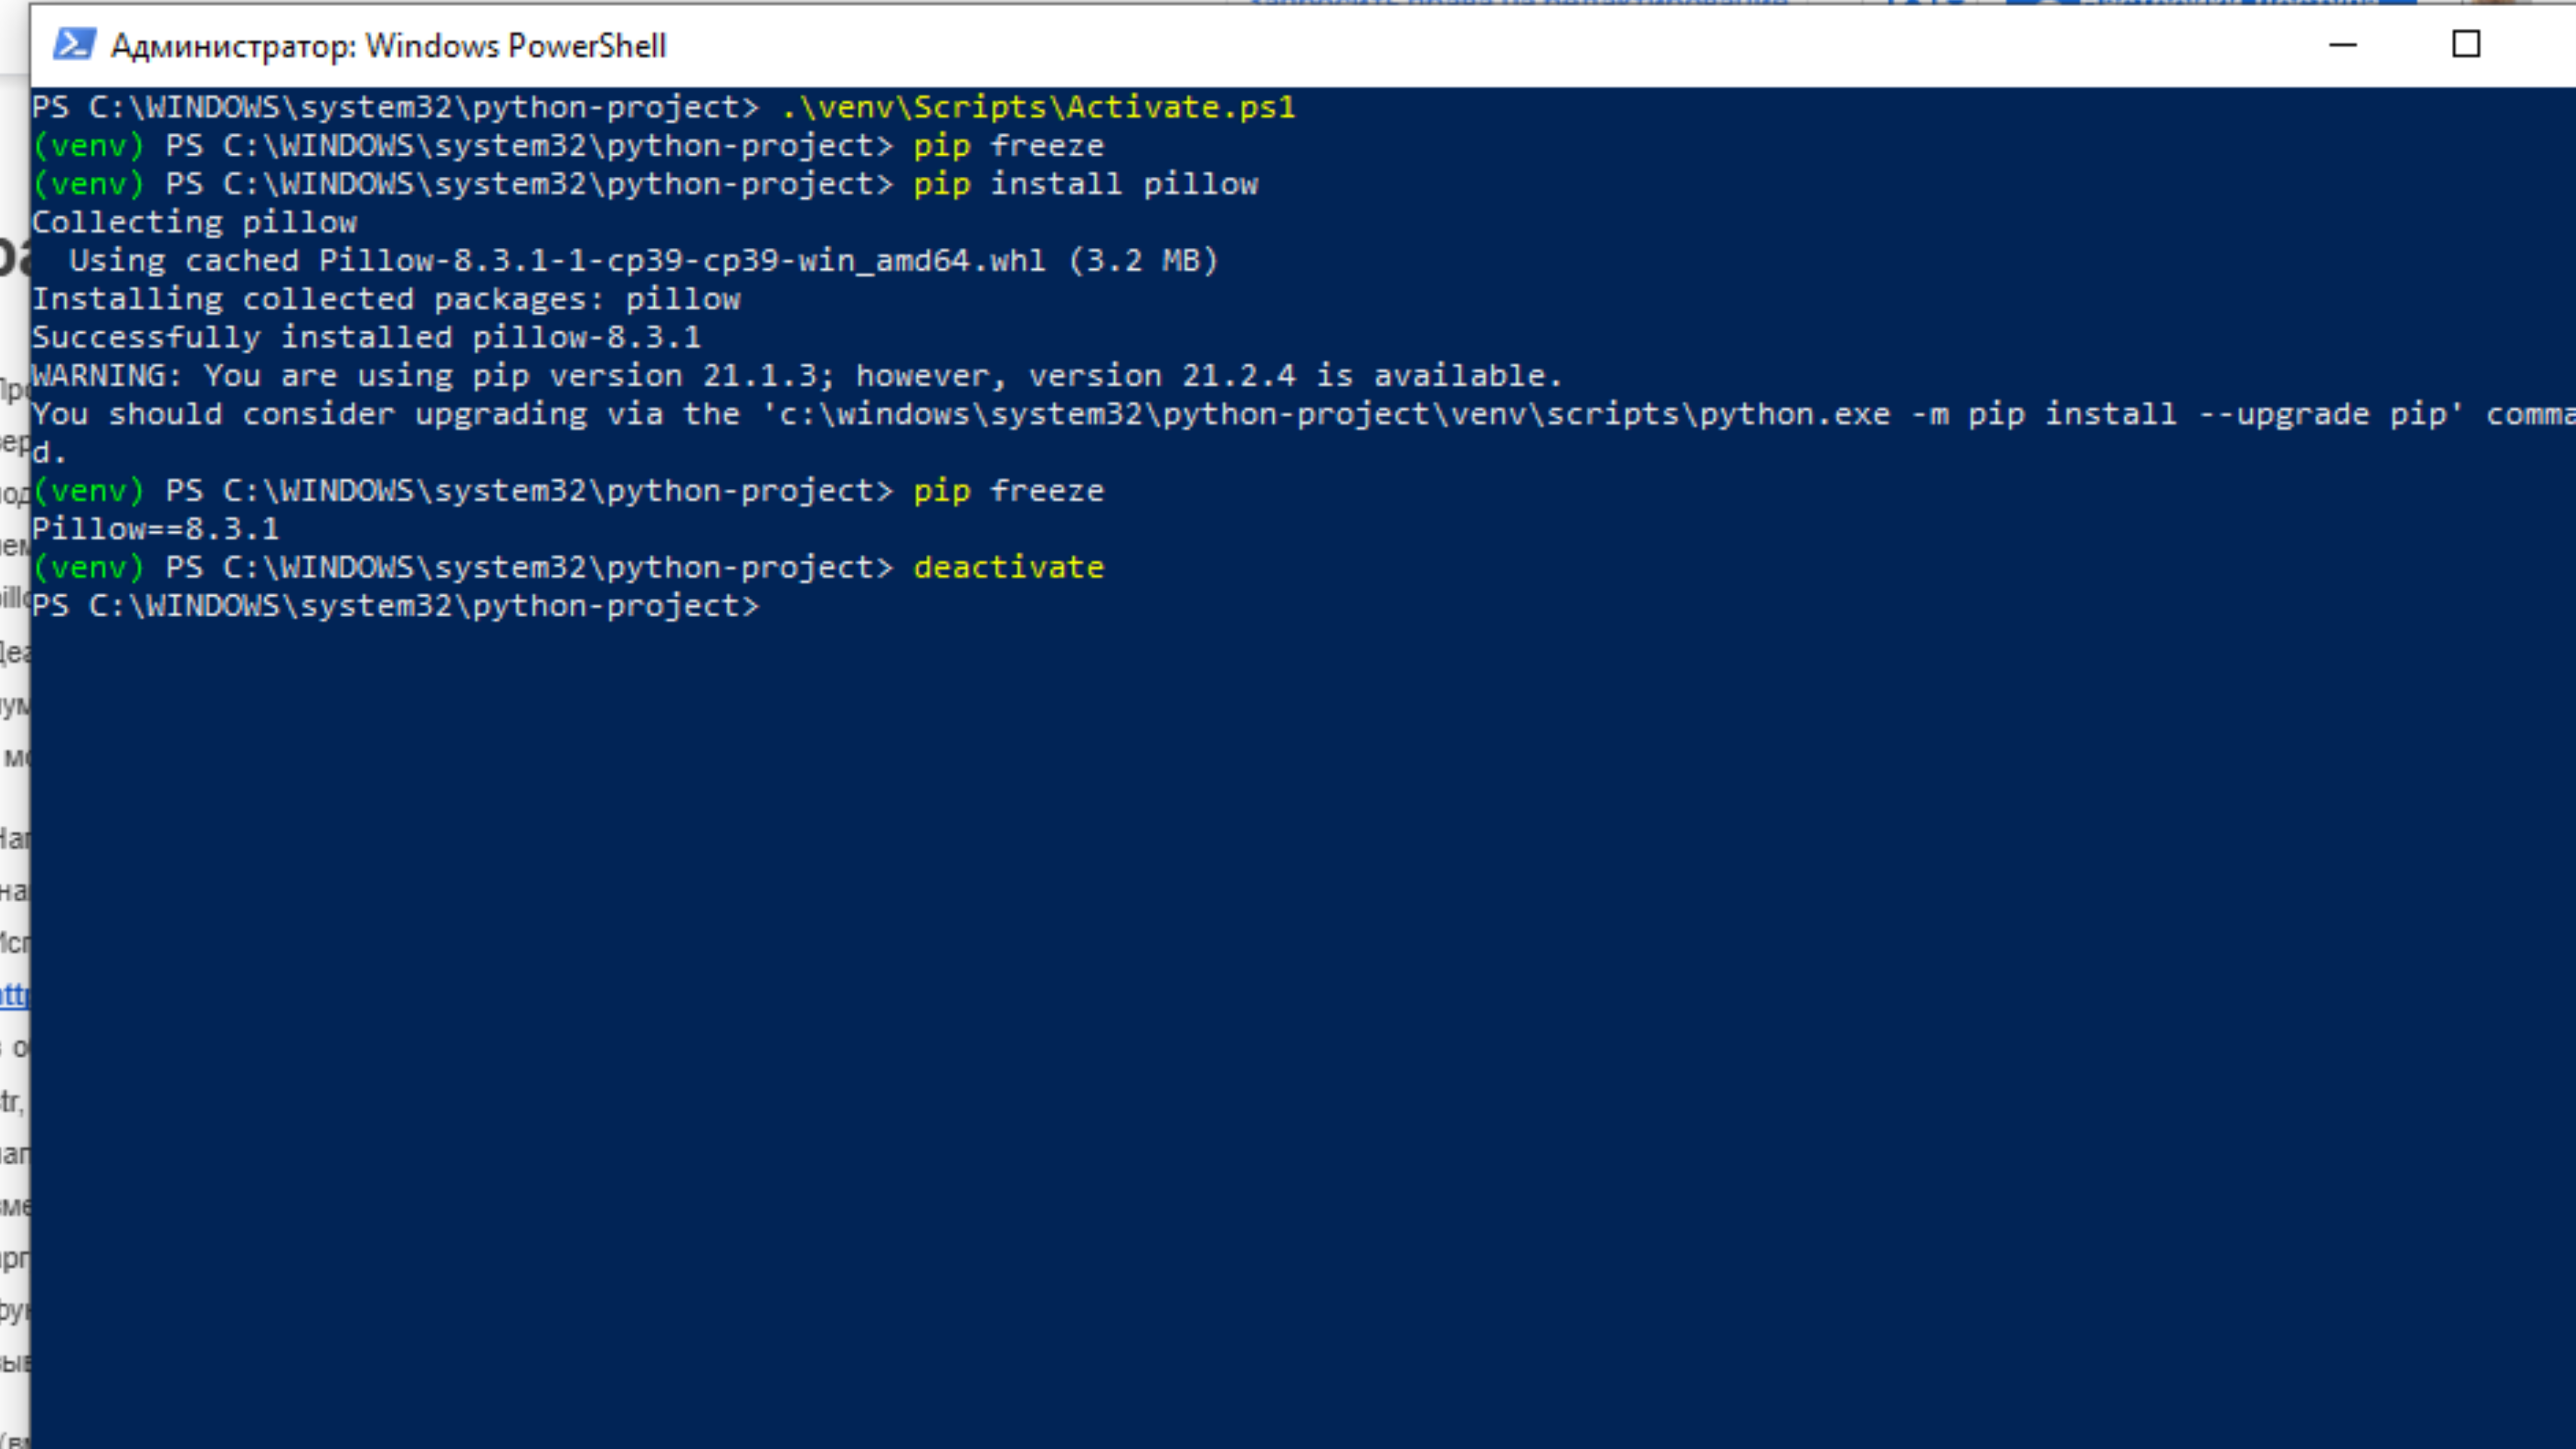 Администратор: Windows PowerShell
PS C:\WINDOWS\system32\python-project> .\venv\Scripts\Activate.ps1
(venv) PS C:\WINDOWS\system32\python-project> pip freeze
(venv) PS C:\WINDOWS\system32\python-project> pip install pillow
Collecting pillow
  Using cached Pillow-8.3.1-1-cp39-cp39-win_amd64.whl (3.2 MB)
Installing collected packages: pillow
Successfully installed pillow-8.3.1
WARNING: You are using pip version 21.1.3; however, version 21.2.4 is available.
You should consider upgrading via the 'c:\windows\system32\python-project\venv\scripts\python.exe -m pip install --upgrade pip' comma
d.
(venv) PS C:\WINDOWS\system32\python-project> pip freeze
Pillow==8.3.1
(venv) PS C:\WINDOWS\system32\python-project> deactivate
PS C:\WINDOWS\system32\python-project>